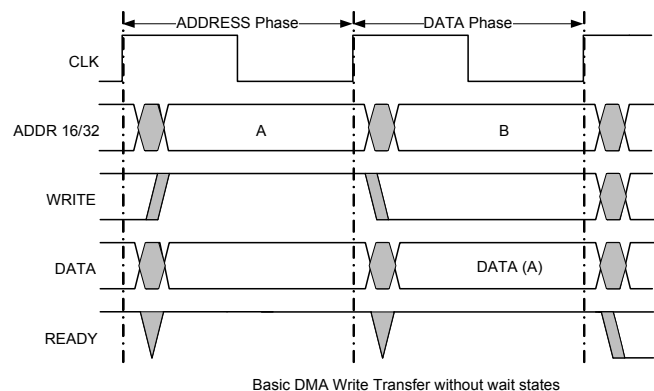 ADDRESS Phase DATA Phase
CLK
ADDR 16/32 A B
WRITE
DATA DATA (A)
READY
Basic DMA Write Transfer without wait states